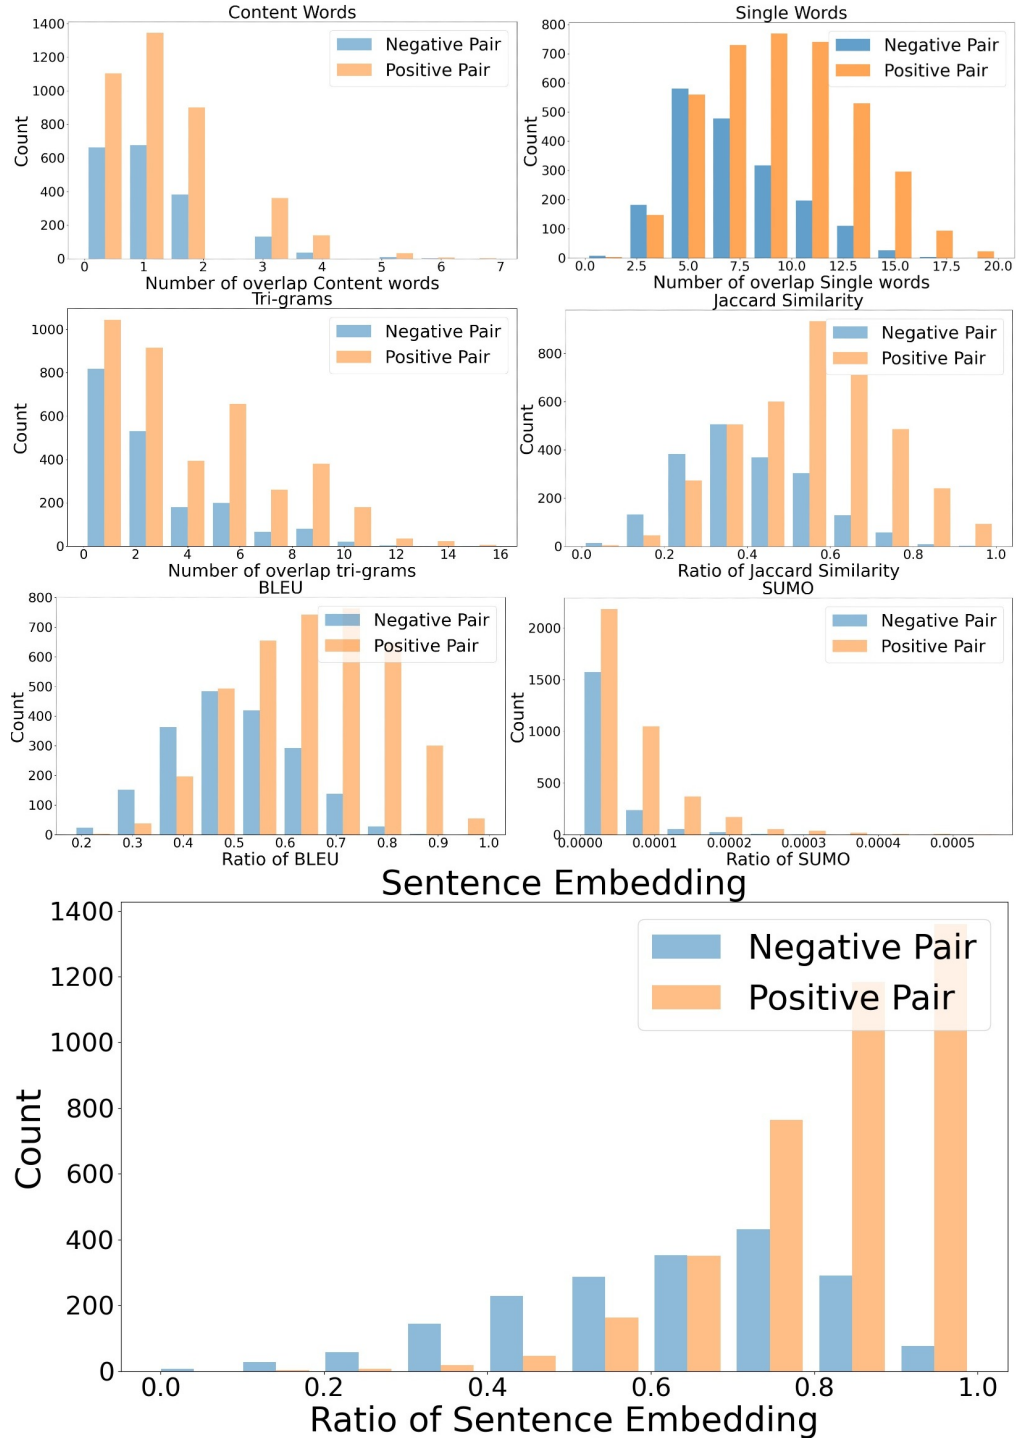 Content Words
1400
1200
1000
800
600
400
200
0
Count
Negative Pair
Positive Pair
0 1 2 3 4 5 6 7
Number of overlap Content words
Single Words
800
700
600
500
400
300
200
100
0
Count
Negative Pair
Positive Pair
0.0 2.5 5.0 7.5 10.0 12.5 15.0 17.5 20.0
Number of overlap Single words
Tri-grams
1000
800
600
400
200
0
Count
Negative Pair
Positive Pair
0 2 4 6 8 10 12 14 16
Number of overlap tri-grams
Jaccard Similarity
800
600
400
200
0
Count
Negative Pair
Positive Pair
0.0 0.2 0.4 0.6 0.8 1.0
Ratio of Jaccard Similarity
BLEU
800
700
600
500
400
300
200
100
0
Count
Negative Pair
Positive Pair
0.2 0.3 0.4 0.5 0.6 0.7 0.8 0.9 1.0
Ratio of BLEU
SUMO
2000
1500
1000
500
0
Count
Negative Pair
Positive Pair
0.0000 0.0001 0.0002 0.0003 0.0004 0.0005
Ratio of SUMO
Sentence Embedding
1400
1200
1000
800
600
400
200
0
Count
Negative Pair
Positive Pair
0.0 0.2 0.4 0.6 0.8 1.0
Ratio of Sentence Embedding